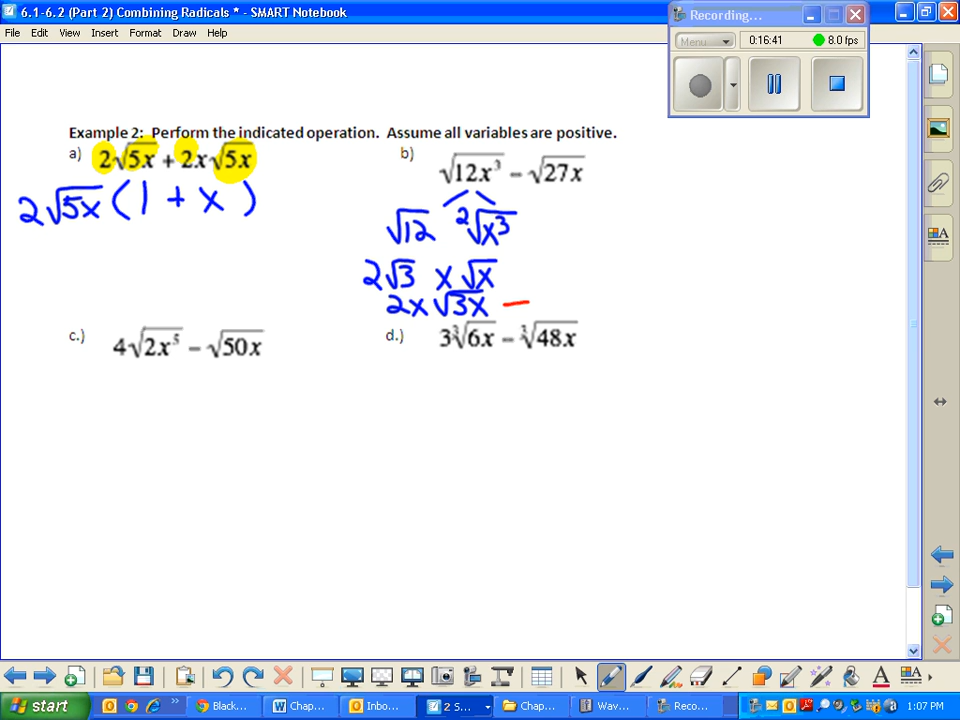 6.1-6.2 (Part 2) Combining Radicals * - SMART Notebook
File Edit View Insert Format Draw Help
Recording...
Menu 0:16:41 8.0 fps
Example 2: Perform the indicated operation. Assume all variables are positive.
a) 2√5x + 2x√5x
b) √12x³ − √27x
2√5x (1 + x)
√12 ²√x³
2√3 x√x
2x√3x −
c.) 4√2x⁵ − √50x
d.) 3∛6x − ∛48x
start Black... Chap... Inbo... 2 S... Chap... Wav... Reco... 1:07 PM